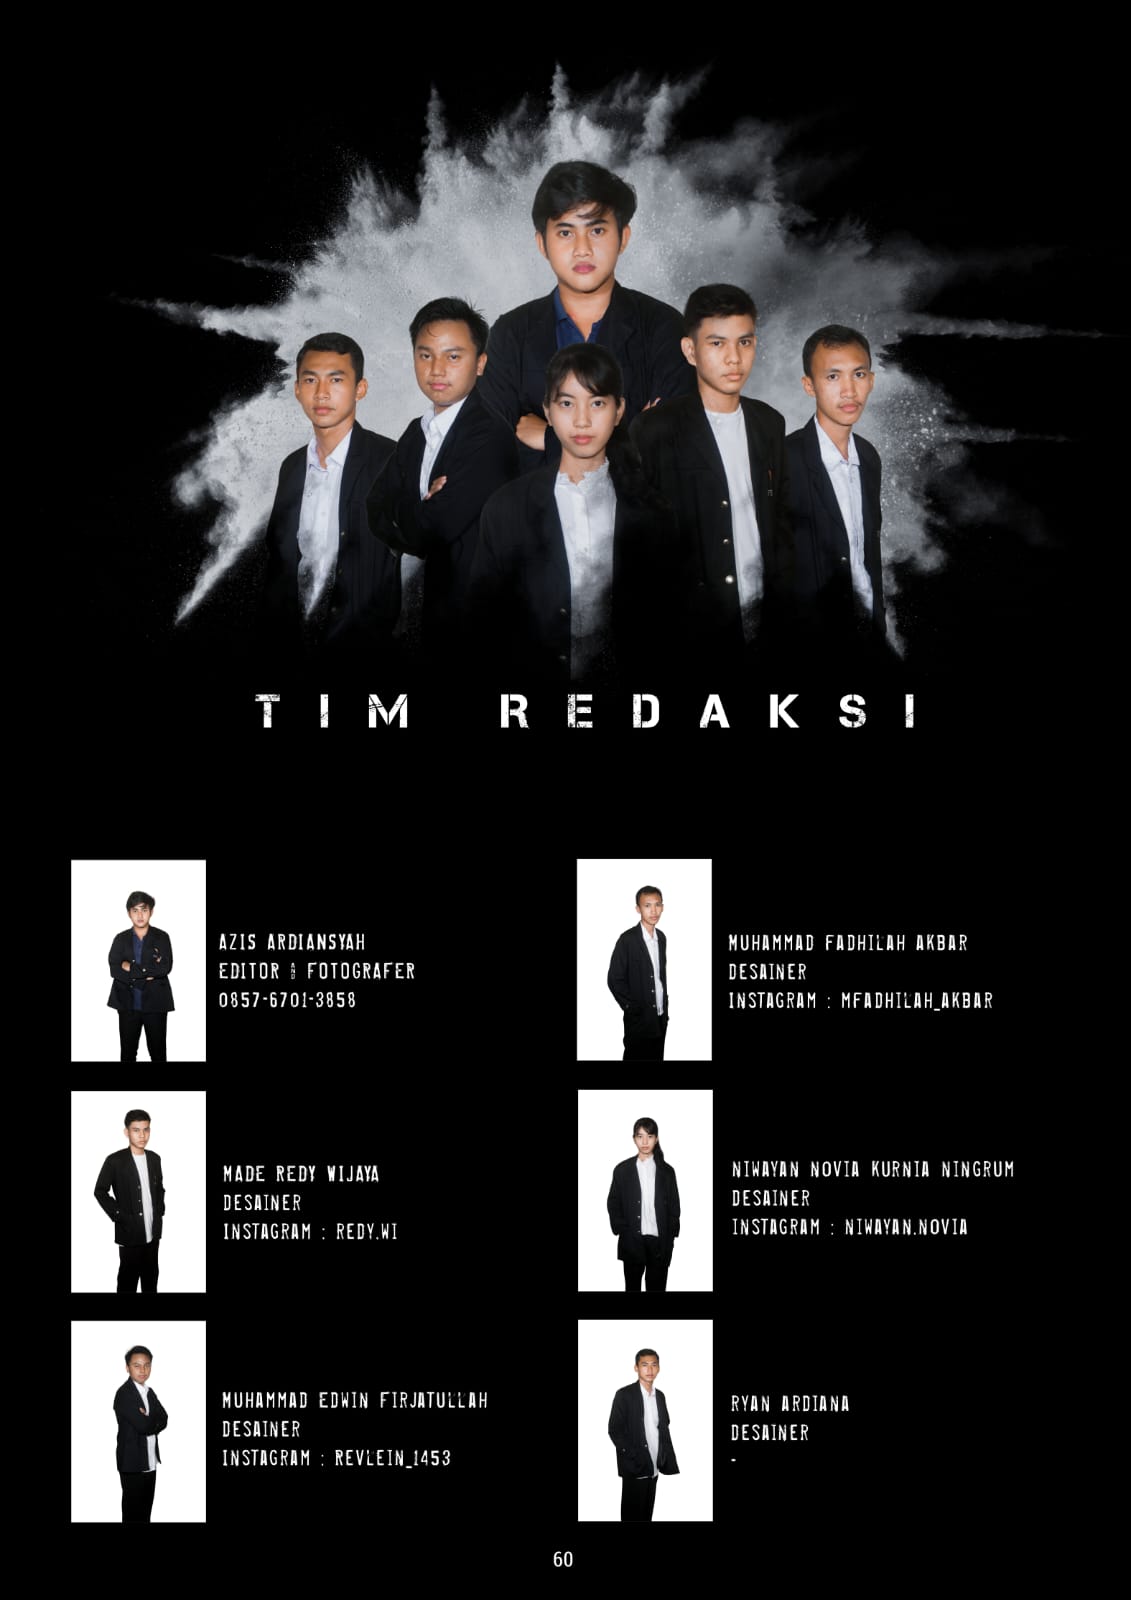 TIM REDAKSI
AZIS ARDIANSYAH
EDITOR AND FOTOGRAFER
0857-6701-3858
MADE REDY WIJAYA
DESAINER
INSTAGRAM : REDY.WI
MUHAMMAD EDWIN FIRJATULLAH
DESAINER
INSTAGRAM : REVLEIN_1453
MUHAMMAD FADHILAH AKBAR
DESAINER
INSTAGRAM : MFADHILAH_AKBAR
NIWAYAN NOVIA KURNIA NINGRUM
DESAINER
INSTAGRAM : NIWAYAN.NOVIA
RYAN ARDIANA
DESAINER
-
60